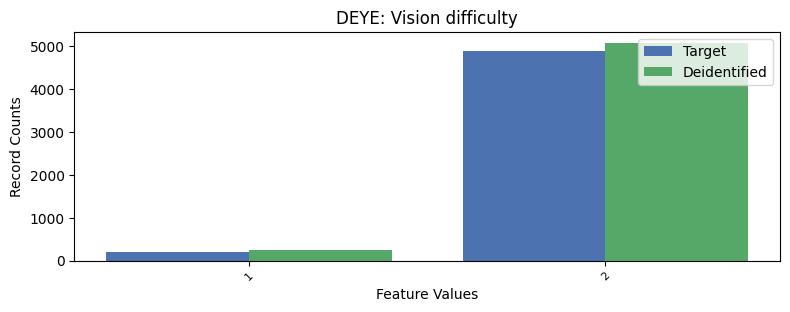 DEYE: Vision difficulty
Target
Deidentified
Record Counts
5000
4000
3000
2000
1000
0
1
2
Feature Values